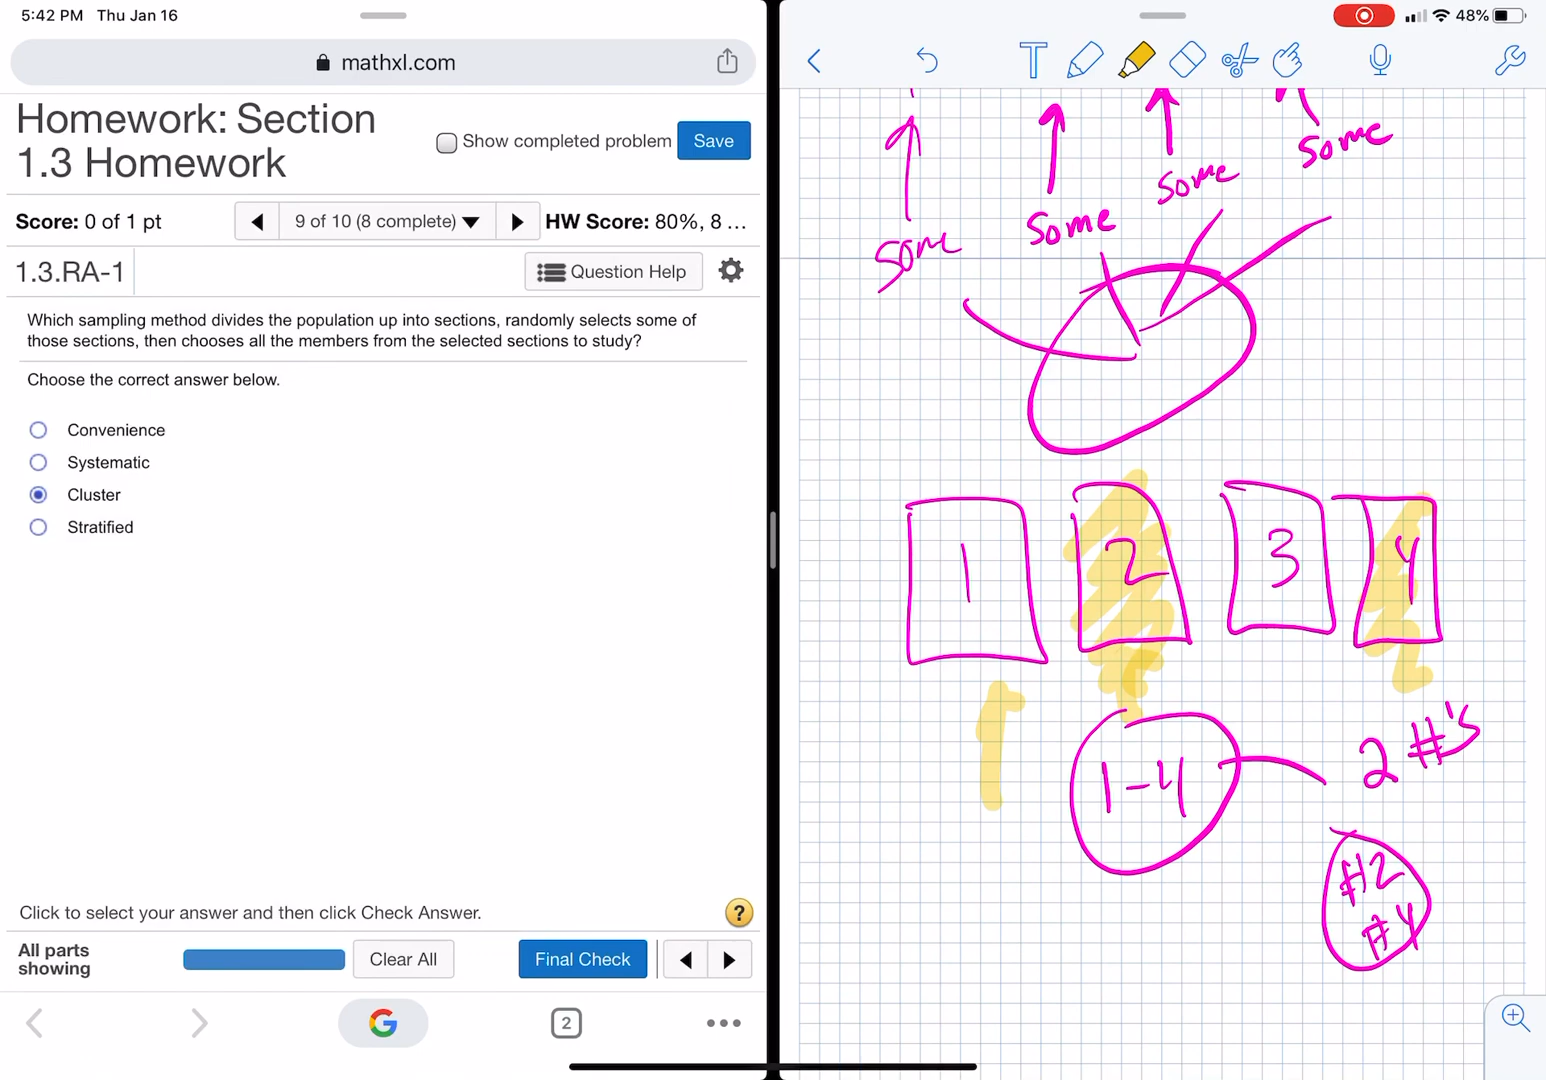 5:42 PM Thu Jan 16
48%
mathxl.com
Homework: Section
1.3 Homework
Show completed problem
Save
Score: 0 of 1 pt
9 of 10 (8 complete)
HW Score: 80%, 8 ...
1.3.RA-1
Question Help
Which sampling method divides the population up into sections, randomly selects some of
those sections, then chooses all the members from the selected sections to study?
Choose the correct answer below.
Convenience
Systematic
Cluster
Stratified
Click to select your answer and then click Check Answer.
?
All parts
showing
Clear All
Final Check
G
2
T
some
some
some
some
1 2 3 4
1-4
2 #'s
#2
#4